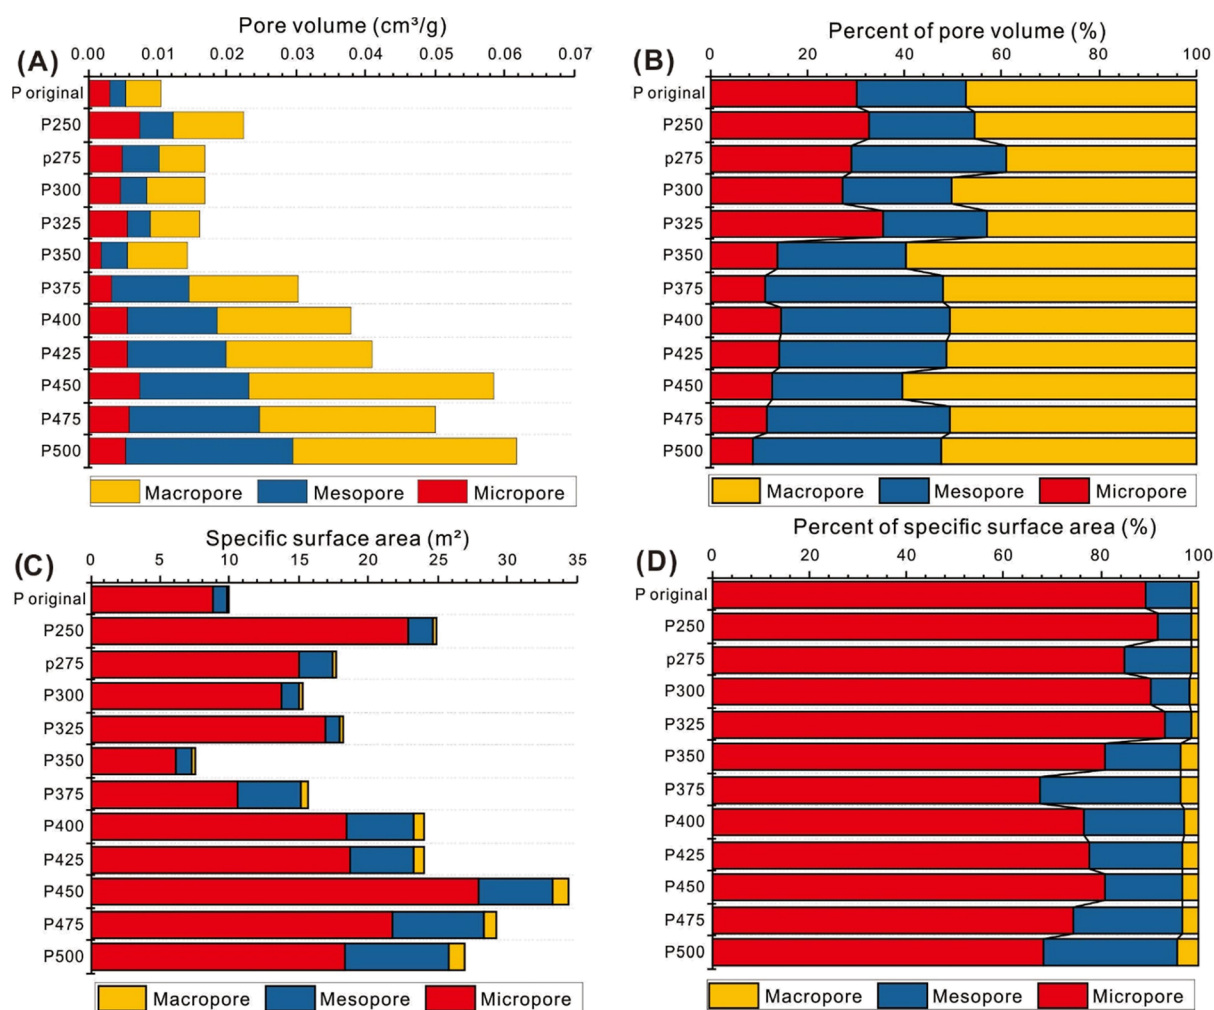 Pore volume (cm³/g)
(A)
0.00 0.01 0.02 0.03 0.04 0.05 0.06 0.07
P original
P250
p275
P300
P325
P350
P375
P400
P425
P450
P475
P500
Macropore Mesopore Micropore
Percent of pore volume (%)
(B)
0 20 40 60 80 100
P original
P250
p275
P300
P325
P350
P375
P400
P425
P450
P475
P500
Macropore Mesopore Micropore
Specific surface area (m²)
(C)
0 5 10 15 20 25 30 35
P original
P250
p275
P300
P325
P350
P375
P400
P425
P450
P475
P500
Macropore Mesopore Micropore
Percent of specific surface area (%)
(D)
0 20 40 60 80 100
P original
P250
p275
P300
P325
P350
P375
P400
P425
P450
P475
P500
Macropore Mesopore Micropore